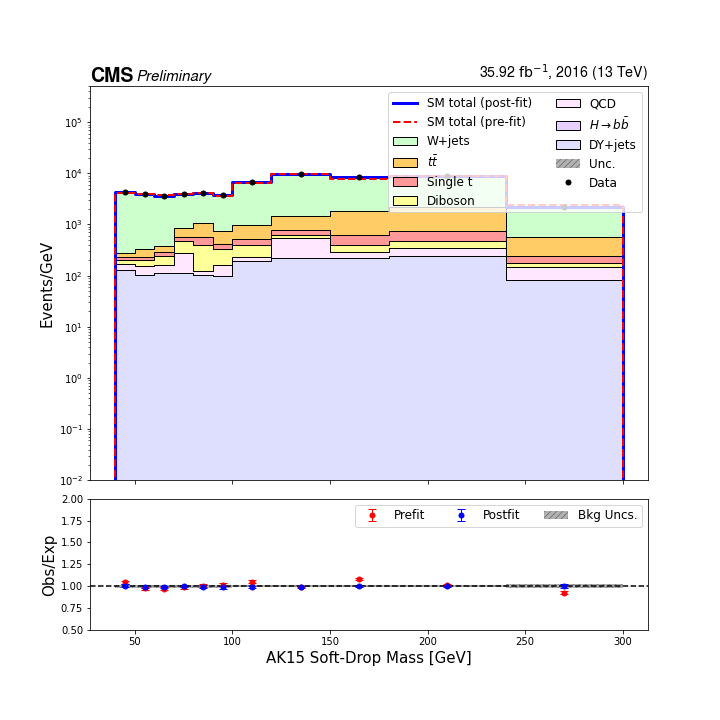 CMS Preliminary
35.92 fb⁻¹, 2016 (13 TeV)
SM total (post-fit)
SM total (pre-fit)
W+jets
tt̄
Single t
Diboson
QCD
H→bb̄
DY+jets
Unc.
Data
Events/GeV
10⁵
10⁴
10³
10²
10¹
10⁰
10⁻¹
10⁻²
Prefit
Postfit
Bkg Uncs.
Obs/Exp
2.00
1.75
1.50
1.25
1.00
0.75
0.50
50 100 150 200 250 300
AK15 Soft-Drop Mass [GeV]